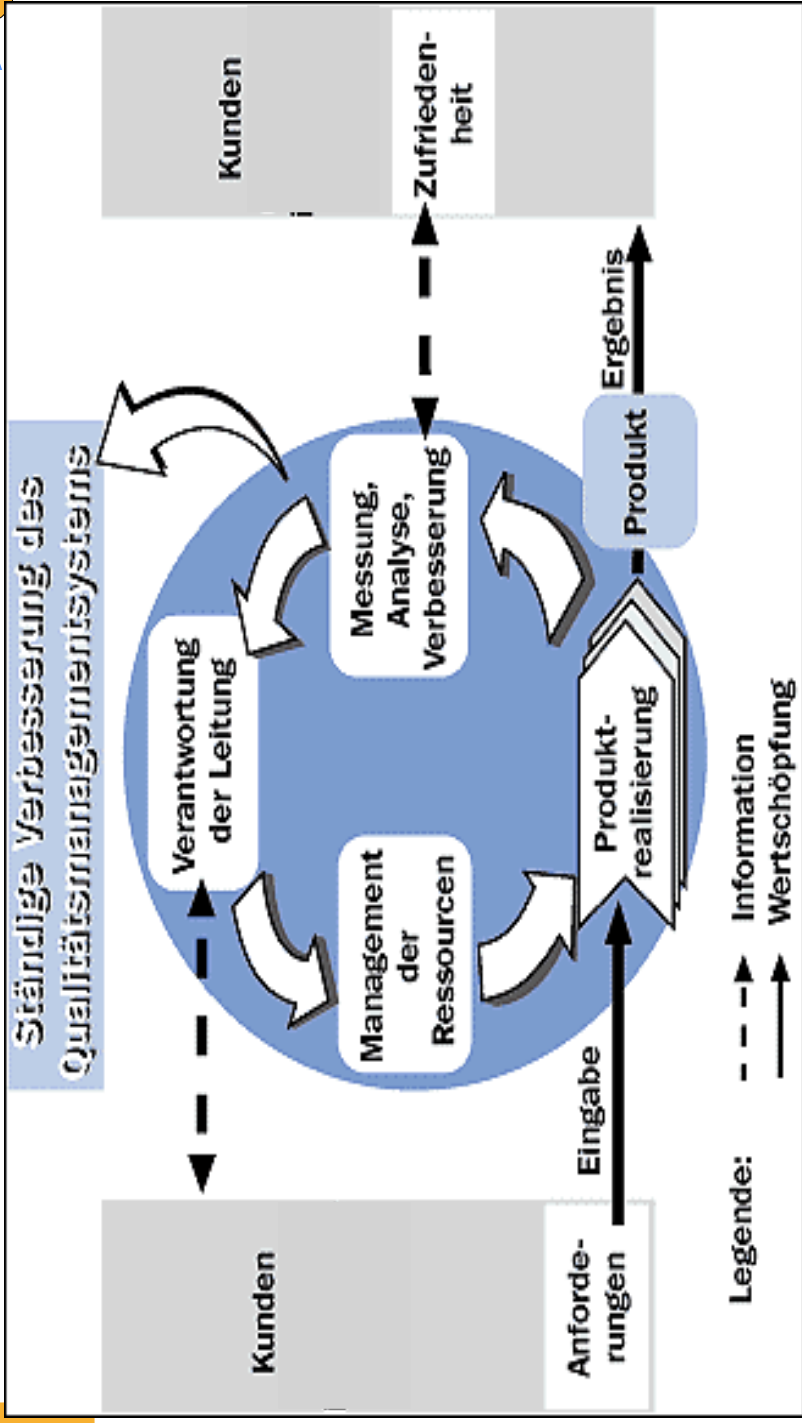 Ständige Verbesserung des
Qualitätsmanagementsystems
Kunden
Verantwortung
der Leitung
Kunden
Management
der
Ressourcen
Messung,
Analyse,
Verbesserung
Zufrieden-
heit
Anforde-
rungen
Eingabe
Produkt-
realisierung
Produkt
Ergebnis
Legende:
Information
Wertschöpfung